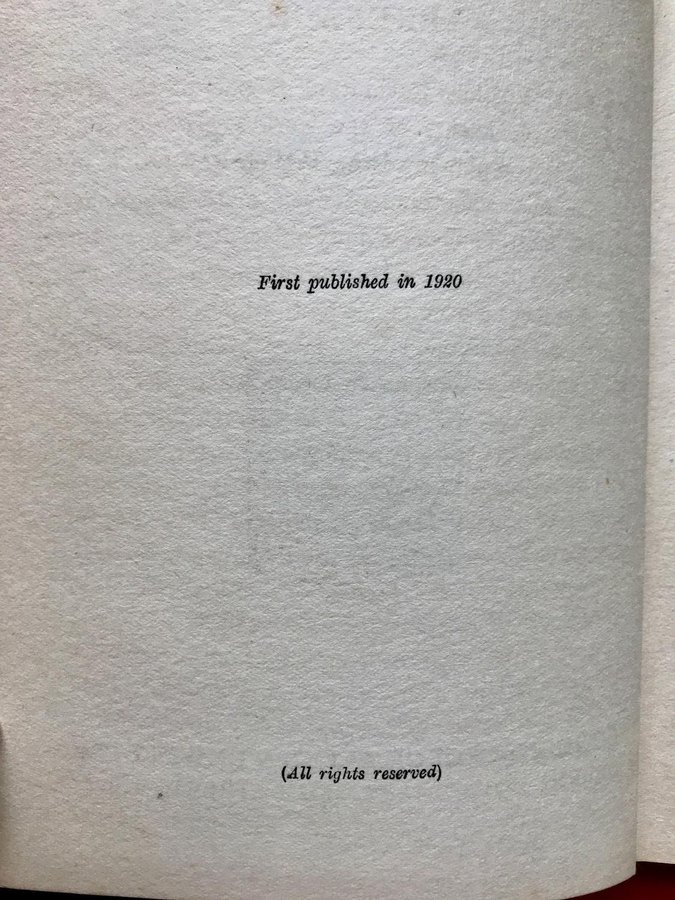 First published in 1920
(All rights reserved)